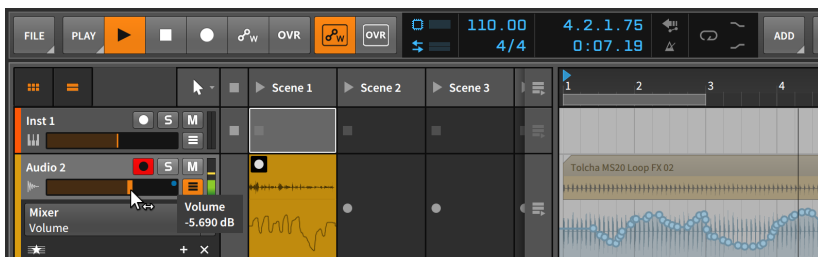 FILE PLAY W OVR W OVR 110.00 4/4 4.2.1.75 0:07.19 ADD
Scene 1 Scene 2 Scene 3 1 2 3 4
Inst 1 S M
Audio 2 S M
Tolcha MS20 Loop FX 02
Volume
-5.690 dB
Mixer
Volume